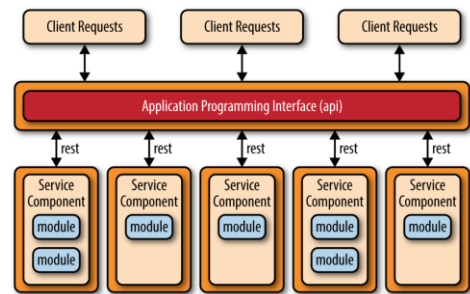 Client Requests Client Requests Client Requests
Application Programming Interface (api)
rest rest rest rest rest
Service Service Service Service Service
Component Component Component Component Component
module module module module module
module module